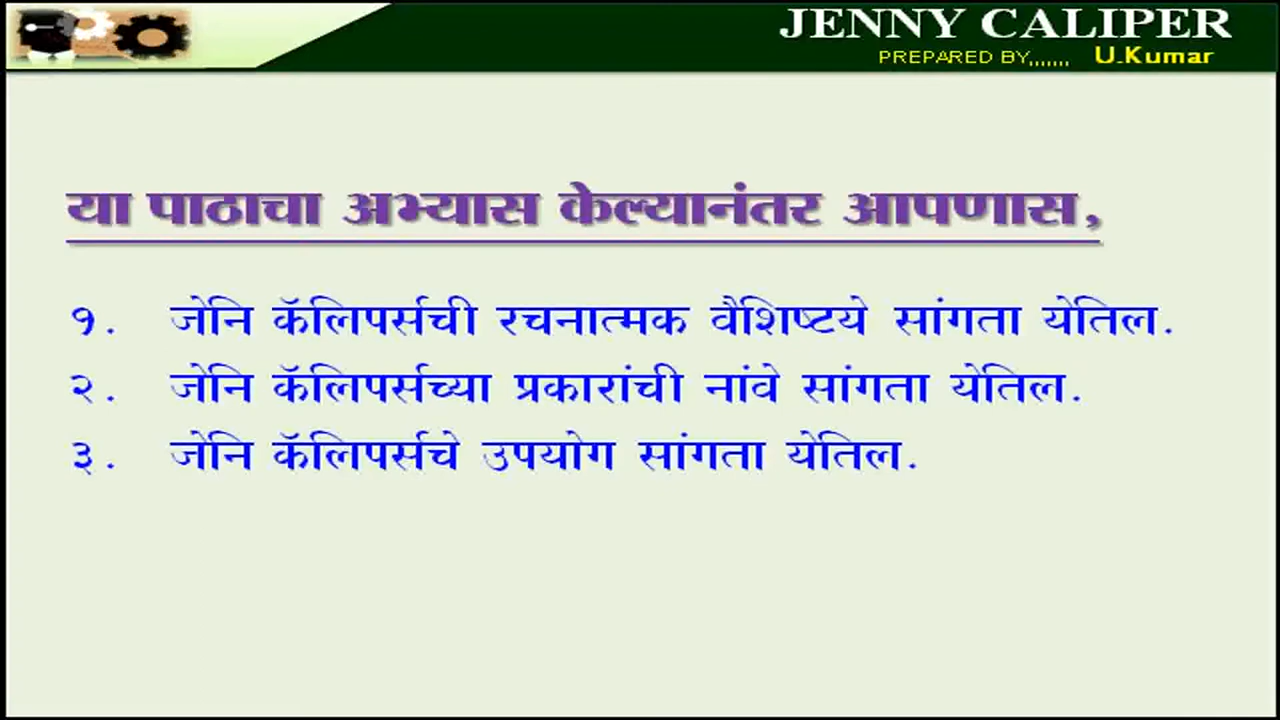 JENNY CALIPER
PREPARED BY,,,,,,, U.Kumar
या पाठाचा अभ्यास केल्यानंतर आपणास,
१. जेनि कॅलिपर्सची रचनात्मक वैशिष्टये सांगता येतिल.
२. जेनि कॅलिपर्सच्या प्रकारांची नांवे सांगता येतिल.
३. जेनि कॅलिपर्सचे उपयोग सांगता येतिल.